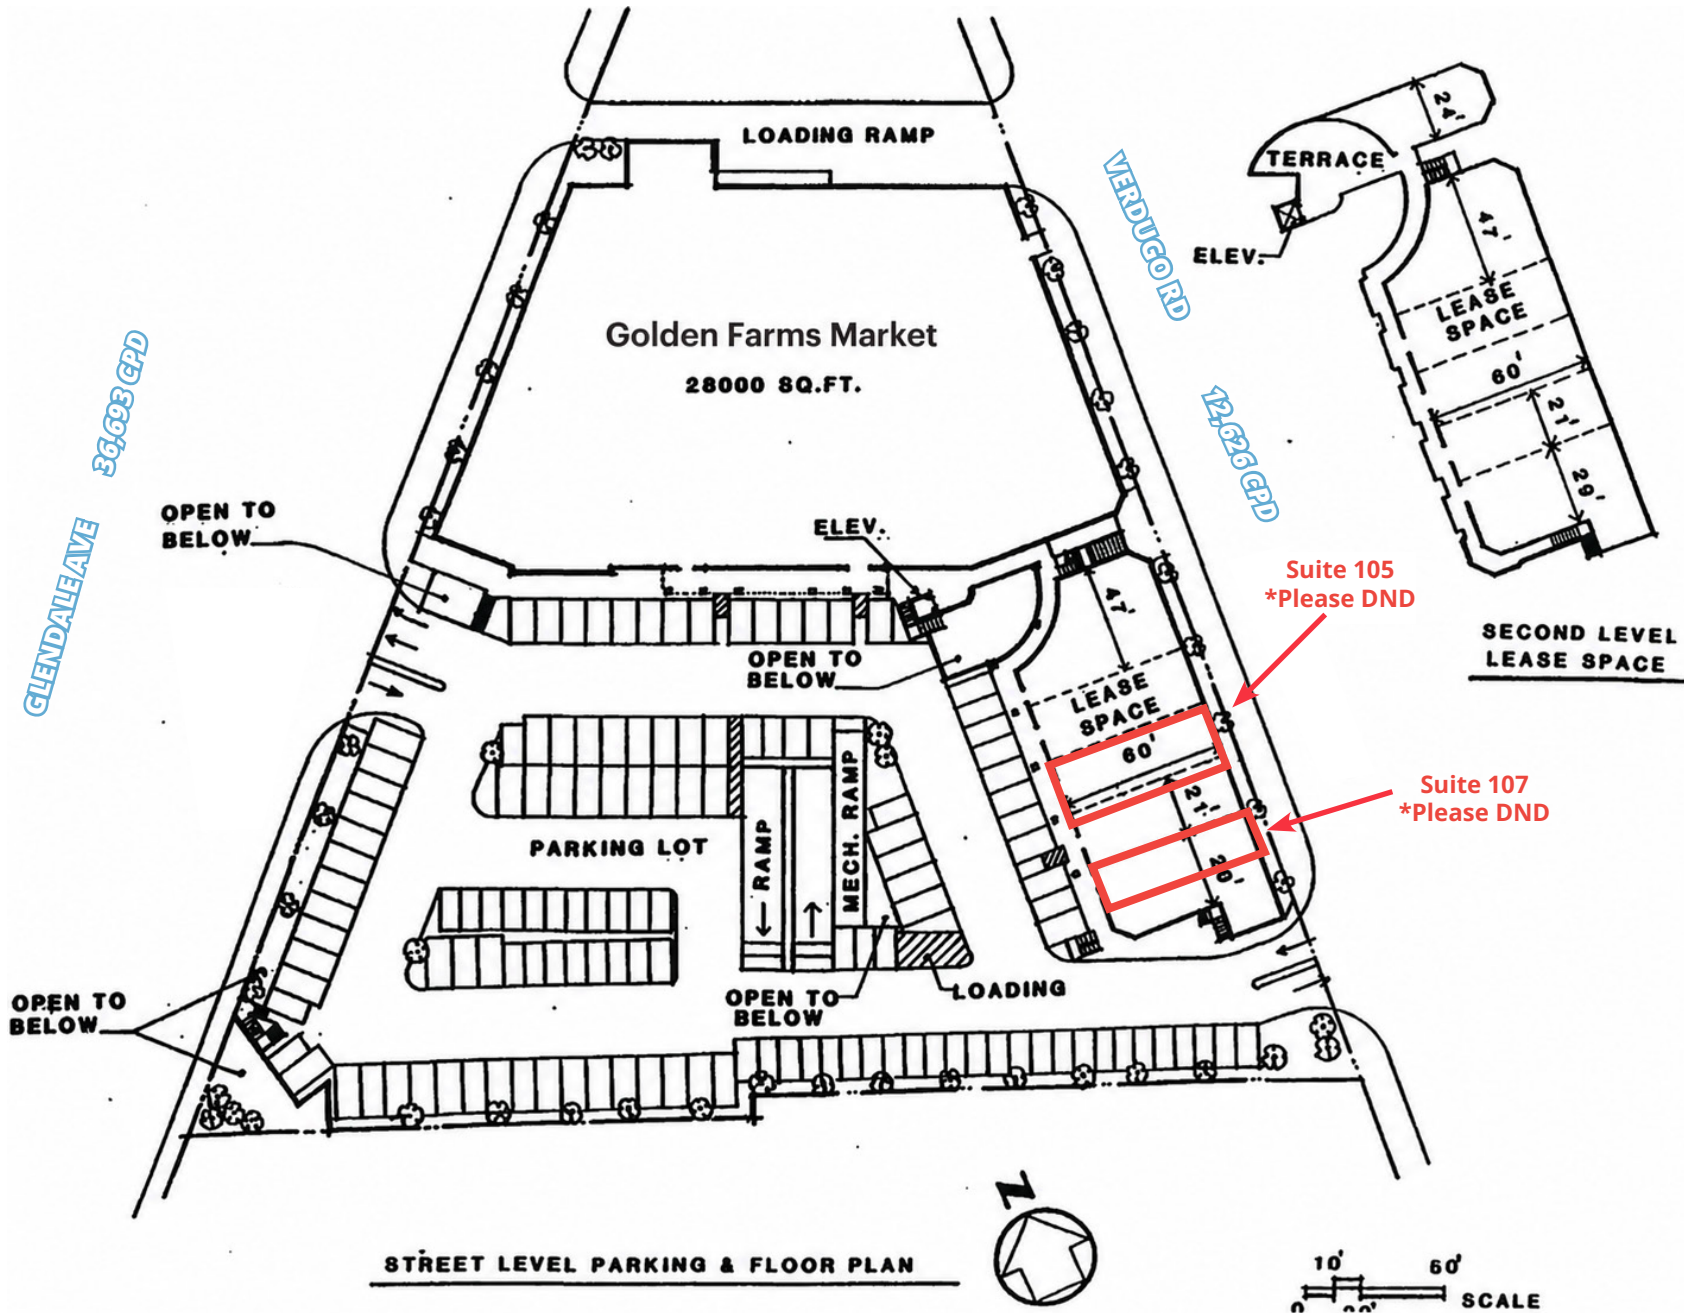 LOADING RAMP
24'
TERRACE
VERDUGO RD
47'
ELEV.
LEASE
SPACE
60'
21'
29'
Golden Farms Market
28000 SQ.FT.
36,693 CPD
12,626 CPD
GLENDALE AVE
OPEN TO
BELOW
ELEV.
Suite 105
*Please DND
SECOND LEVEL
LEASE SPACE
47'
OPEN TO
BELOW
LEASE
SPACE
60'
Suite 107
*Please DND
21'
20'
PARKING LOT
RAMP
MECH. RAMP
OPEN TO
BELOW
OPEN TO
BELOW
LOADING
N
STREET LEVEL PARKING & FLOOR PLAN
10' 60'
0 20' SCALE